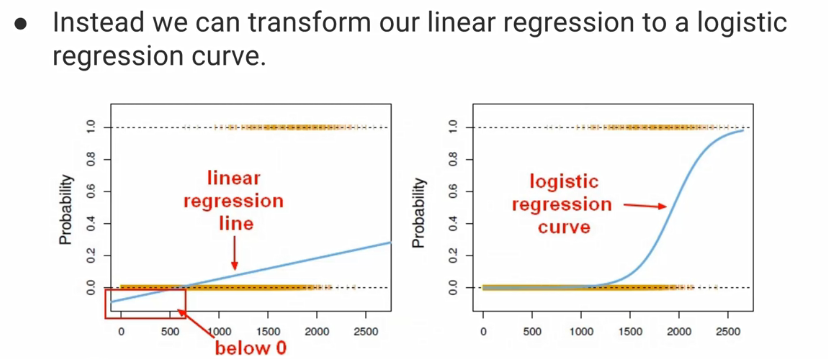 ● Instead we can transform our linear regression to a logistic
regression curve.
Probability
1.0
0.8
0.6
0.4
0.2
0.0
linear
regression
line
0 500 1000 1500 2000 2500
below 0
Probability
1.0
0.8
0.6
0.4
0.2
0.0
logistic
regression
curve
0 500 1000 1500 2000 2500